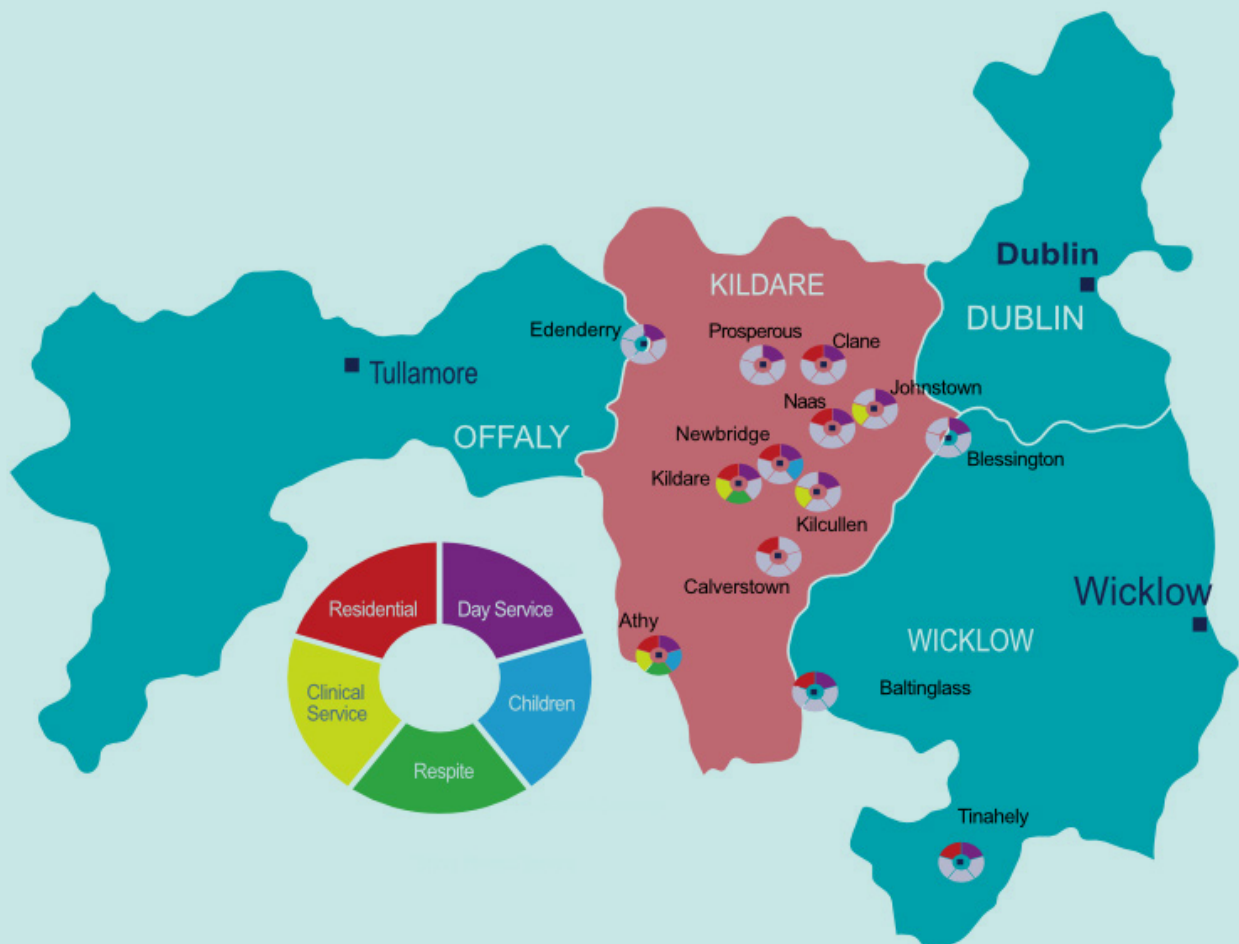 Dublin
KILDARE
DUBLIN
Edenderry
Prosperous
Clane
Tullamore
Johnstown
Naas
OFFALY
Newbridge
Blessington
Kildare
Kilcullen
Calverstown
Wicklow
Residential
Day Service
Athy
WICKLOW
Clinical
Service
Children
Baltinglass
Respite
Tinahely